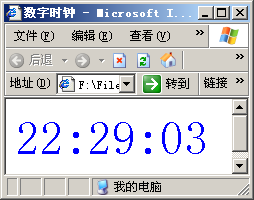 数字时钟 - Microsoft I...
文件(F) 编辑(E) 查看(V) »
后退 »
地址(D) F:\File 转到 链接 »
22:29:03
我的电脑